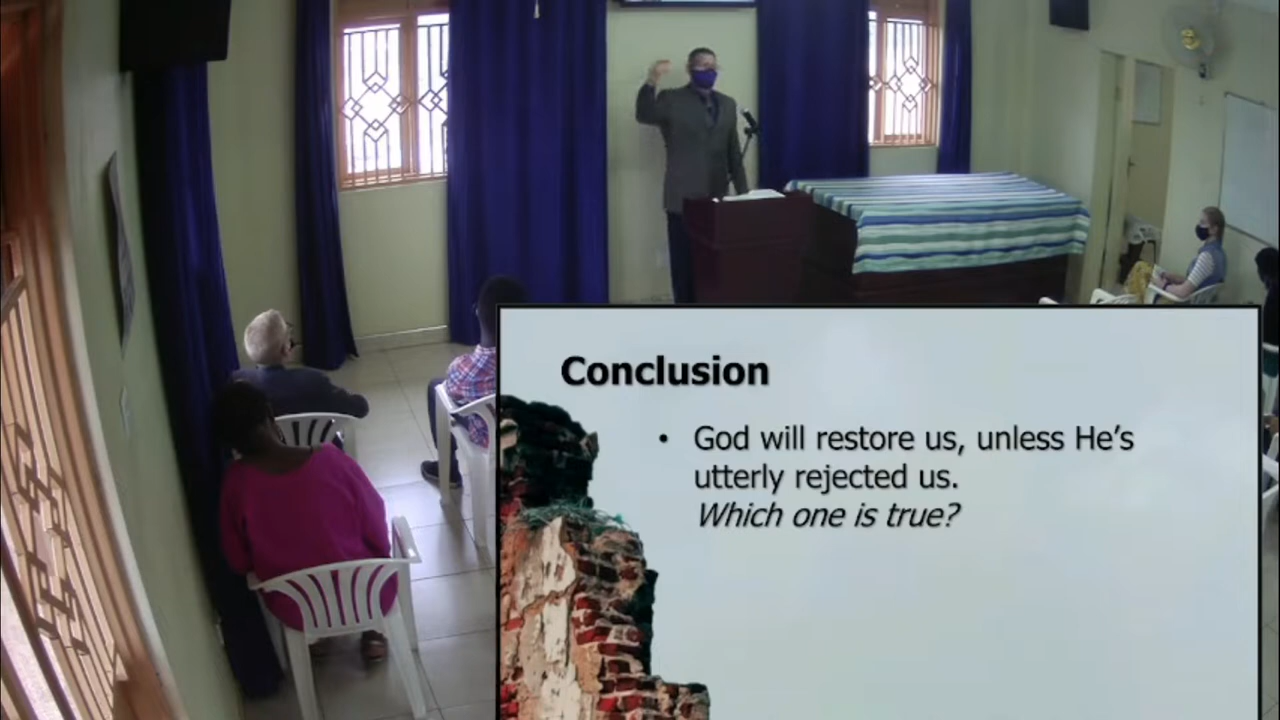 Conclusion
• God will restore us, unless He's
utterly rejected us.
Which one is true?